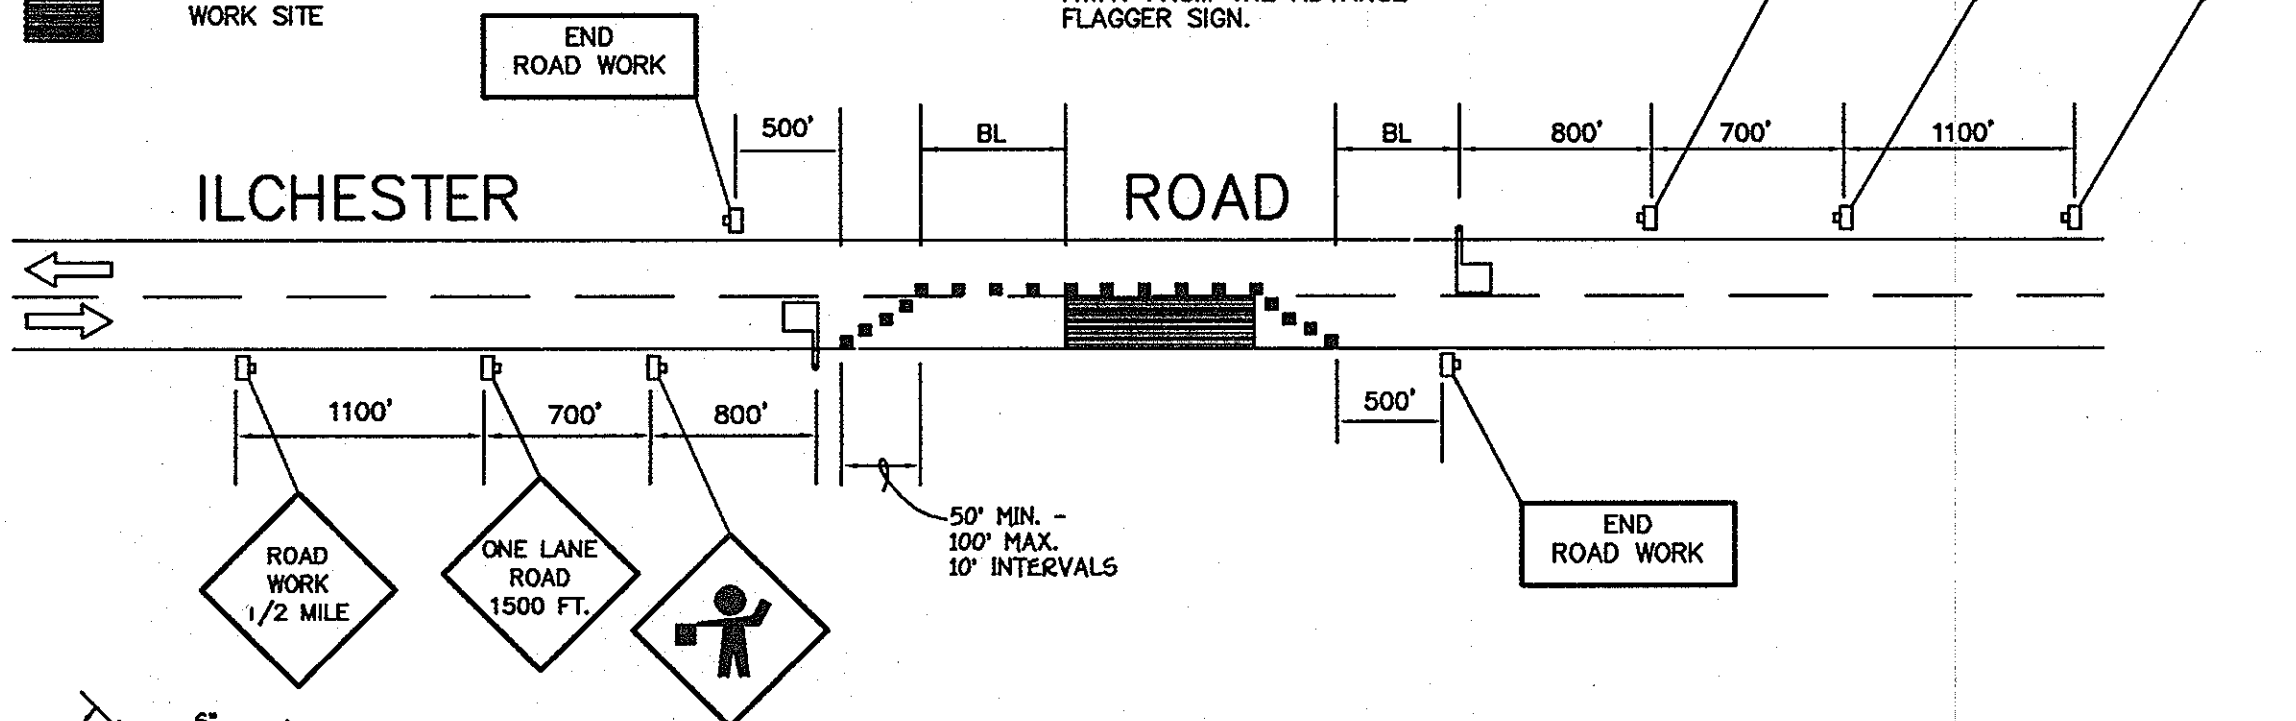 WORK SITE
FLAGGER SIGN.
END
ROAD WORK
500'
BL
BL
800'
700'
1100'
ILCHESTER ROAD
1100'
700'
800'
500'
50' MIN. -
100' MAX.
10' INTERVALS
END
ROAD WORK
ROAD
WORK
1/2 MILE
ONE LANE
ROAD
1500 FT.
6"